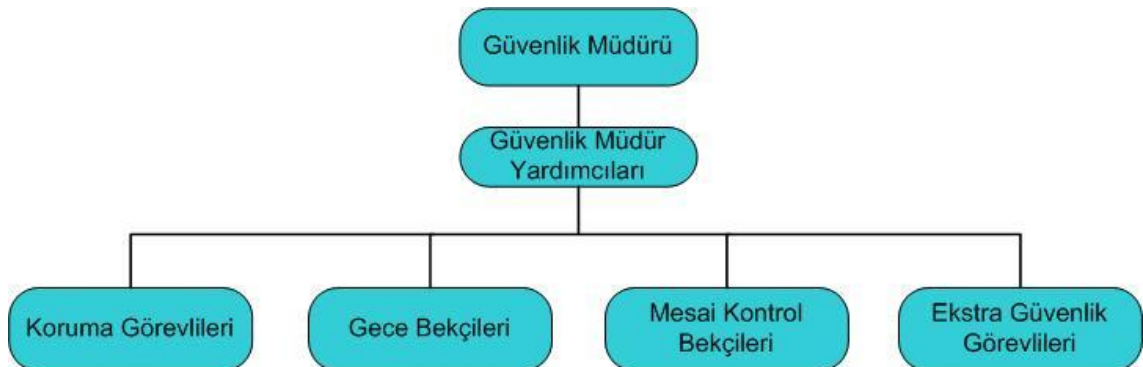 Güvenlik Müdürü
Güvenlik Müdür
Yardımcıları
Koruma Görevlileri
Gece Bekçileri
Mesai Kontrol
Bekçileri
Ekstra Güvenlik
Görevlileri